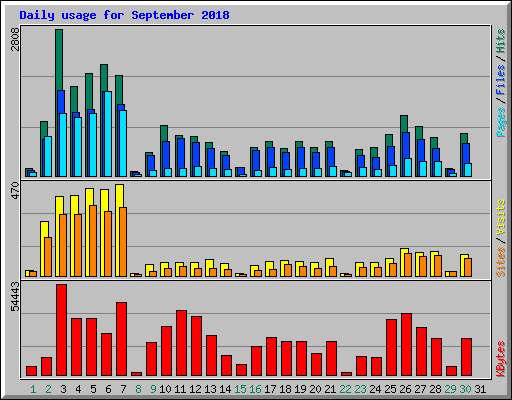 Daily usage for September 2018
2808
Pages / Files / Hits
470
Sites / Visits
54443
KBytes
1 2 3 4 5 6 7 8 9 10 11 12 13 14 15 16 17 18 19 20 21 22 23 24 25 26 27 28 29 30 31